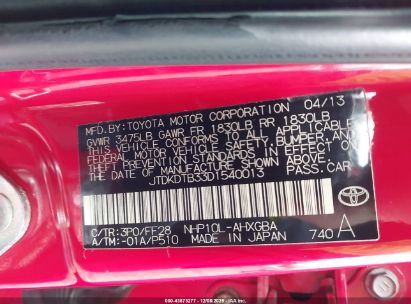 MFD.BY:TOYOTA MOTOR CORPORATION 04/13
GVWR 3475LB GAWR FR 1830LB RR 1830LB
THIS VEHICLE CONFORMS TO ALL APPLICABLE
FEDERAL MOTOR VEHICLE SAFETY, BUMPER, AND
THEFT PREVENTION STANDARDS IN EFFECT ON
THE DATE OF MANUFACTURE SHOWN ABOVE.
JTDKDTB33D1540013 PASS.CAR
C/TR:3P0/FF28 NHP10L-AHXGBA
A/TM:-01A/P510 MADE IN JAPAN 740 A
TOYOTA